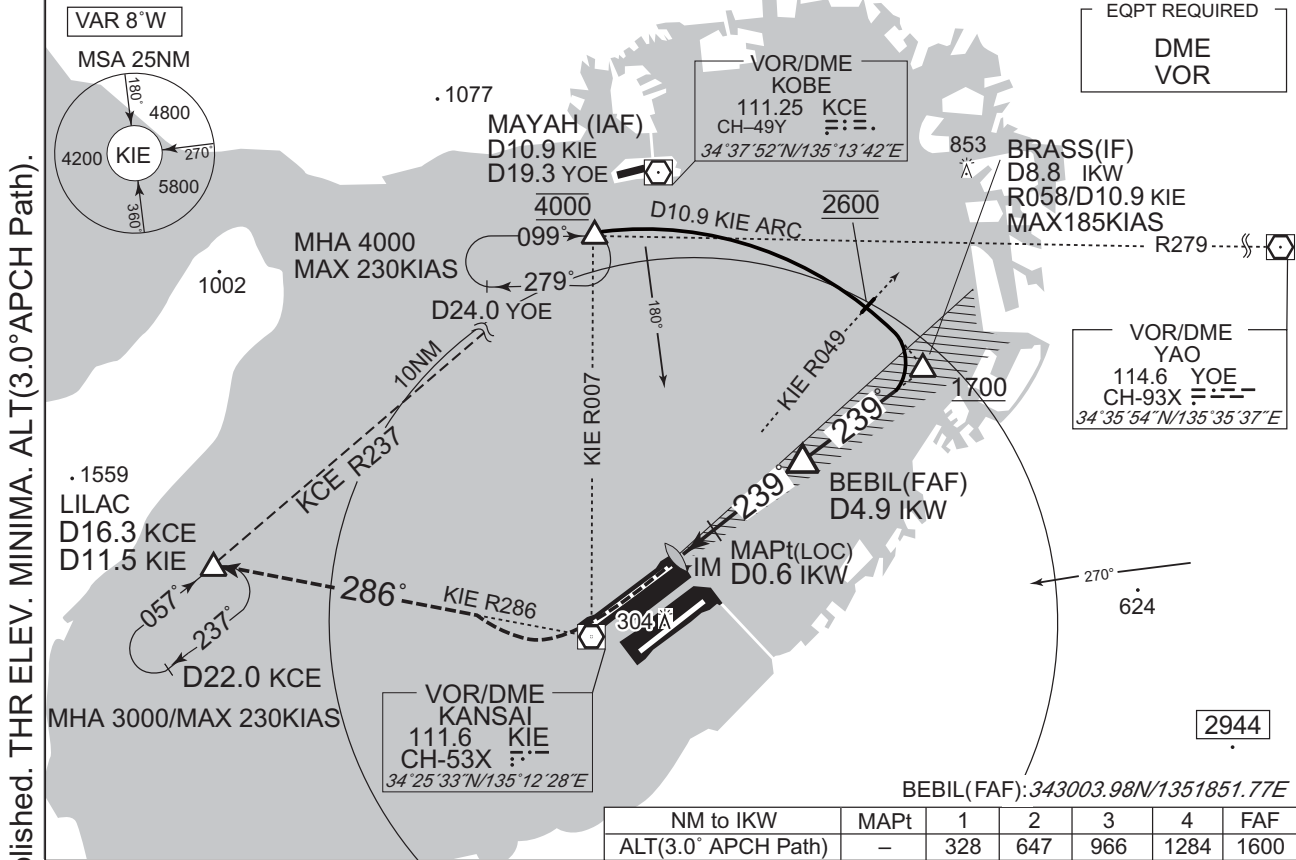 blished. THR ELEV. MINIMA. ALT(3.0°APCH Path).
VAR 8°W
MSA 25NM
180°
4800
4200
KIE
270°
5800
360°
EQPT REQUIRED
DME
VOR
VOR/DME
KOBE
111.25 KCE
CH–49Y
34°37′52″N/135°13′42″E
1077
MAYAH (IAF)
D10.9 KIE
D19.3 YOE
4000
853
BRASS(IF)
D8.8 IKW
R058/D10.9 KIE
MAX185KIAS
2600
D10.9 KIE ARC
MHA 4000
MAX 230KIAS
099°
279°
R279
1002
D24.0 YOE
180°
VOR/DME
YAO
114.6 YOE
CH-93X
34°35′54″N/135°35′37″E
10NM
KIE R049
1700
KIE R007
239°
KCE R237
1559
LILAC
D16.3 KCE
D11.5 KIE
239°
BEBIL(FAF)
D4.9 IKW
MAPt(LOC)
IM D0.6 IKW
270°
624
286°
KIE R286
057°
237°
304
D22.0 KCE
MHA 3000/MAX 230KIAS
VOR/DME
KANSAI
111.6 KIE
CH-53X
34°25′33″N/135°12′28″E
2944
BEBIL(FAF):343003.98N/1351851.77E
NM to IKW MAPt 1 2 3 4 FAF
ALT(3.0° APCH Path) – 328 647 966 1284 1600